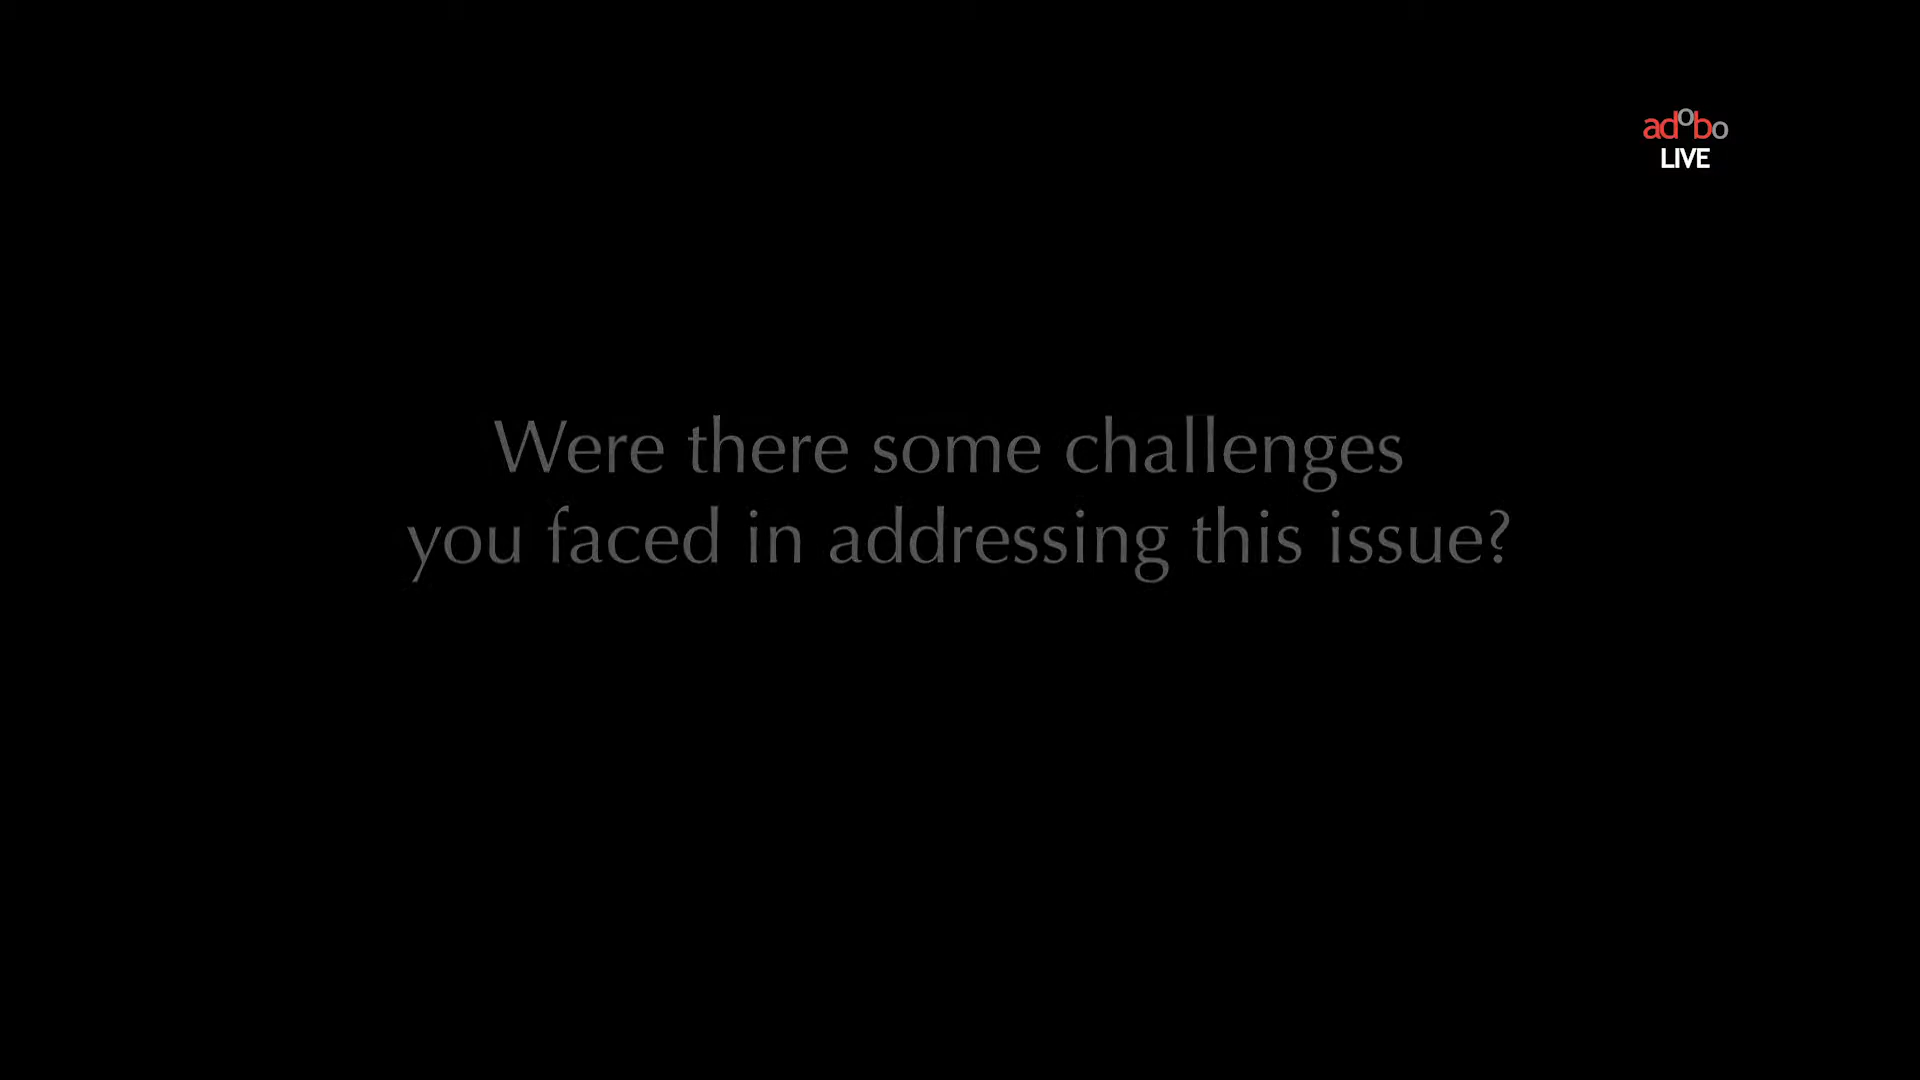 adobo
LIVE
Were there some challenges
you faced in addressing this issue?